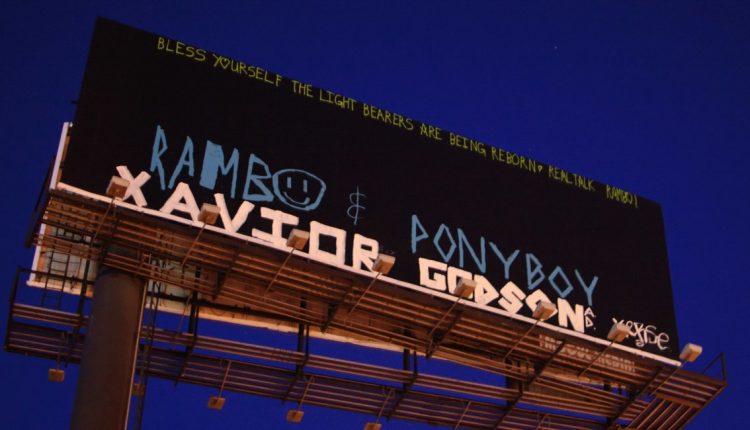 BLESS YOURSELF THE LIGHT BEARERS ARE BEING REBORN REALTALK RAMBO!
RAMBO & PONYBOY
XAVIOR GODSON